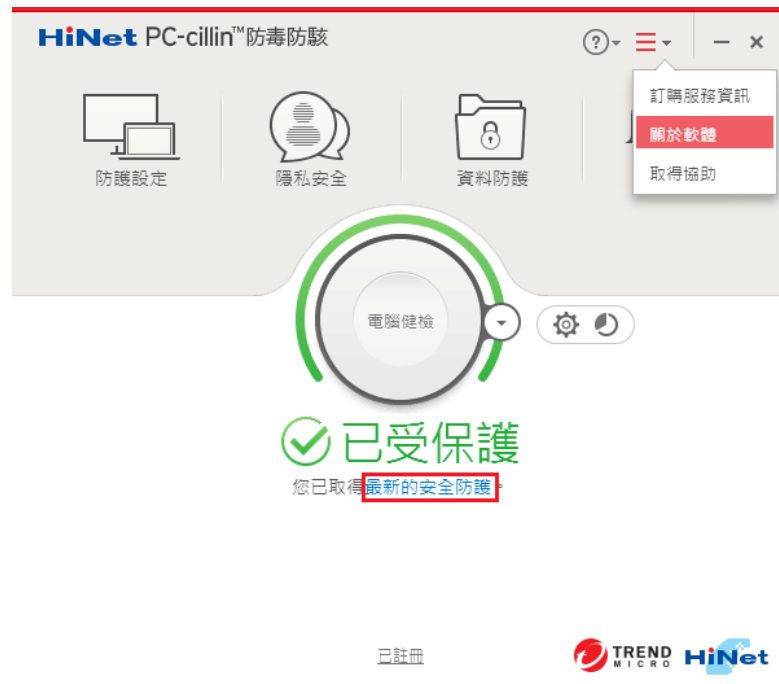 HiNet PC-cillin™防毒防駭
?
訂購服務資訊
關於軟體
取得協助
防護設定
隱私安全
資料防護
電腦健檢
已受保護
您已取得最新的安全防護。
已註冊
TREND MICRO
HiNet